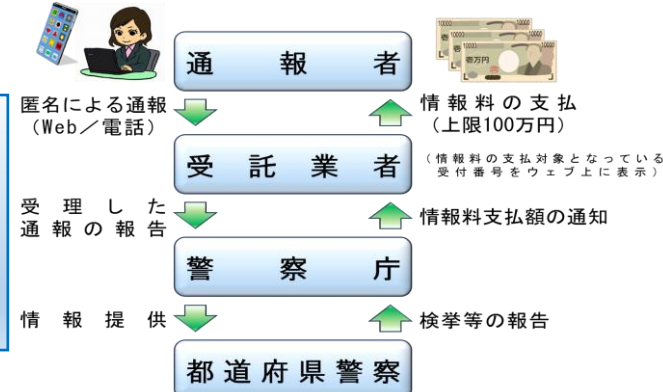 通報者
匿名による通報
（Web／電話）
情報料の支払
（上限100万円）
受託業者
（情報料の支払対象となっている
受付番号をウェブ上に表示）
受理した
通報の報告
情報料支払額の通知
警察庁
情報提供
検挙等の報告
都道府県警察